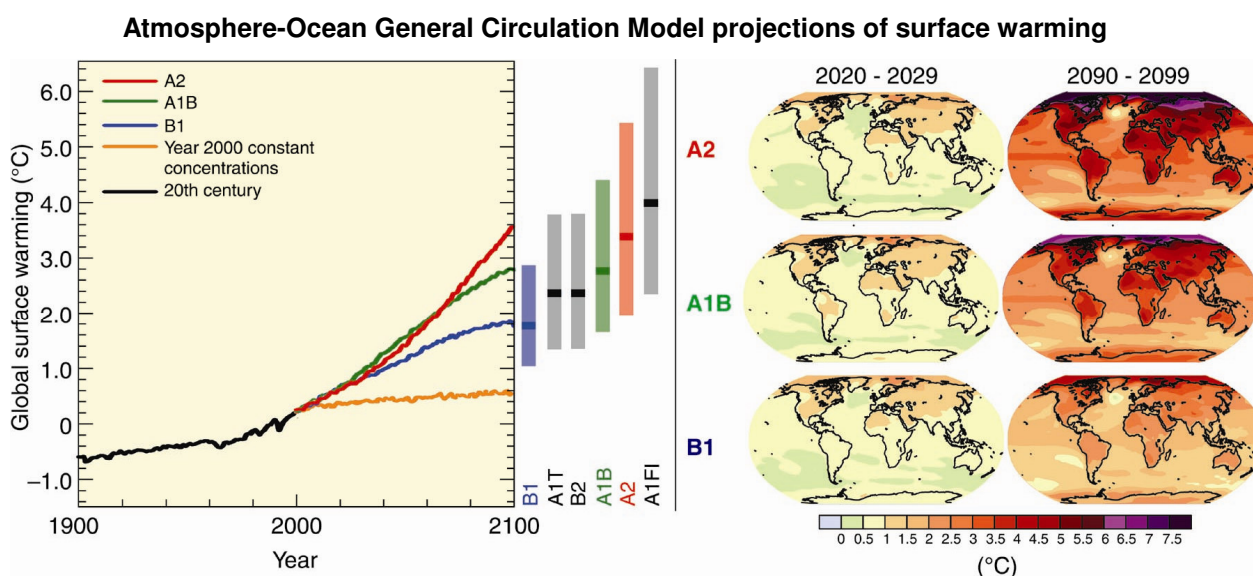 Atmosphere-Ocean General Circulation Model projections of surface warming
A2
A1B
B1
Year 2000 constant
concentrations
20th century
Global surface warming (°C)
6.0
5.0
4.0
3.0
2.0
1.0
0
–1.0
1900
2000
2100
Year
B1
A1T
B2
A1B
A2
A1FI
2020 - 2029
2090 - 2099
A2
A1B
B1
0 0.5 1 1.5 2 2.5 3 3.5 4 4.5 5 5.5 6 6.5 7 7.5
(°C)